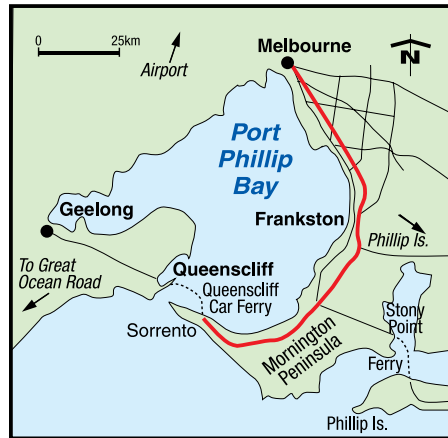 0 25km
Airport
Melbourne
N
Port
Phillip
Bay
Geelong
Frankston
Phillip Is.
To Great
Ocean Road
Queenscliff
Queenscliff
Car Ferry
Sorrento
Stony
Point
Mornington
Peninsula
Ferry
Phillip Is.